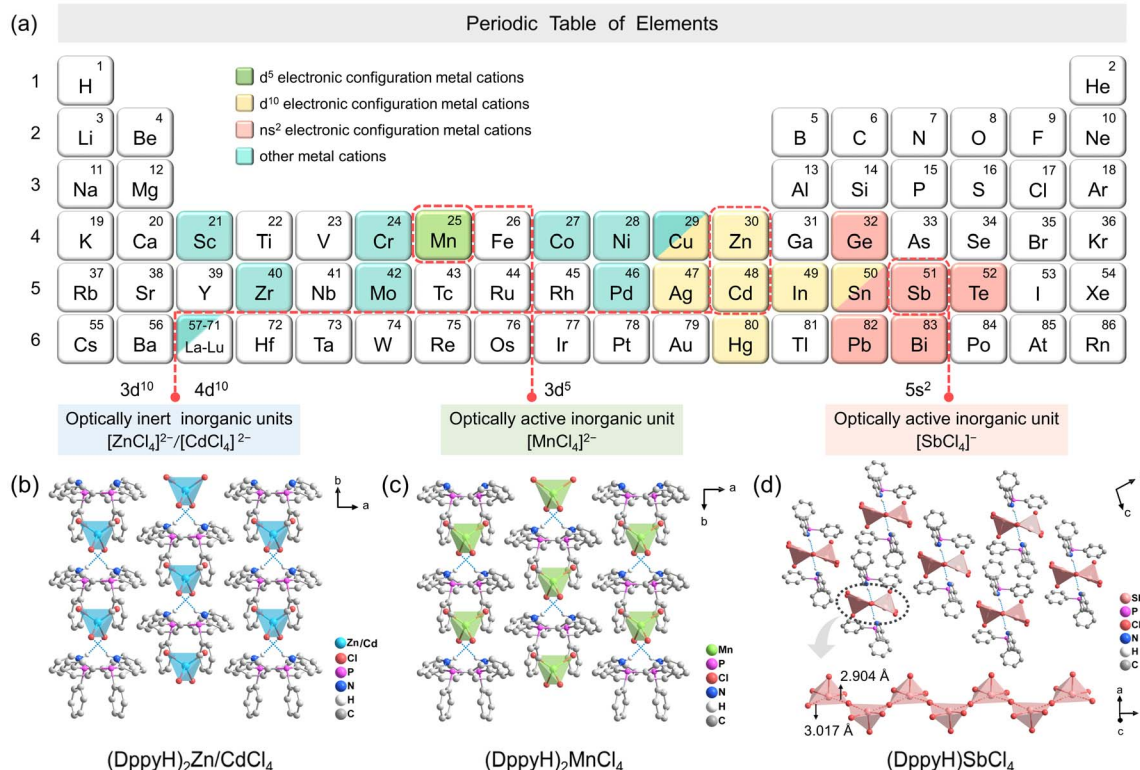 (a)
Periodic Table of Elements
d⁵ electronic configuration metal cations
d¹⁰ electronic configuration metal cations
ns² electronic configuration metal cations
other metal cations
1
1 H
2 He
2
3 Li
4 Be
5 B
6 C
7 N
8 O
9 F
10 Ne
3
11 Na
12 Mg
13 Al
14 Si
15 P
16 S
17 Cl
18 Ar
4
19 K
20 Ca
21 Sc
22 Ti
23 V
24 Cr
25 Mn
26 Fe
27 Co
28 Ni
29 Cu
30 Zn
31 Ga
32 Ge
33 As
34 Se
35 Br
36 Kr
5
37 Rb
38 Sr
39 Y
40 Zr
41 Nb
42 Mo
43 Tc
44 Ru
45 Rh
46 Pd
47 Ag
48 Cd
49 In
50 Sn
51 Sb
52 Te
53 I
54 Xe
6
55 Cs
56 Ba
57-71 La-Lu
72 Hf
73 Ta
74 W
75 Re
76 Os
77 Ir
78 Pt
79 Au
80 Hg
81 Tl
82 Pb
83 Bi
84 Po
85 At
86 Rn
3d¹⁰ 4d¹⁰
3d⁵
5s²
Optically inert inorganic units
[ZnCl₄]²⁻/[CdCl₄]²⁻
Optically active inorganic unit
[MnCl₄]²⁻
Optically active inorganic unit
[SbCl₄]⁻
(b)
b
a
Zn/Cd
Cl
P
N
H
C
(DppyH)₂Zn/CdCl₄
(c)
a
b
Mn
P
Cl
N
H
C
(DppyH)₂MnCl₄
(d)
c
P
N
H
C
2.904 Å
3.017 Å
a
c
(DppyH)SbCl₄